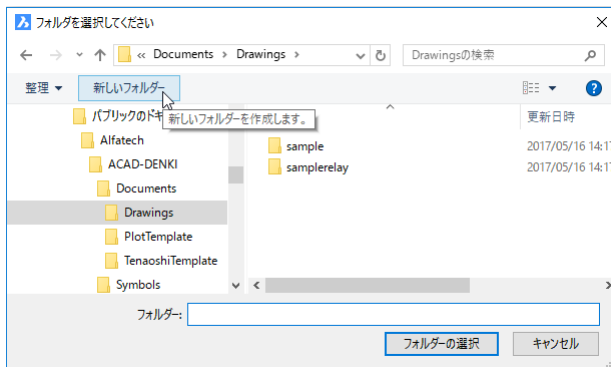 フォルダを選択してください
« Documents > Drawings >
Drawingsの検索
整理
新しいフォルダー
新しいフォルダーを作成します。
パブリックのドキ
Alfatech
ACAD-DENKI
Documents
Drawings
PlotTemplate
TenaoshiTemplate
Symbols
更新日時
sample 2017/05/16 14:1
samplerelay 2017/05/16 14:1
フォルダー:
フォルダーの選択
キャンセル